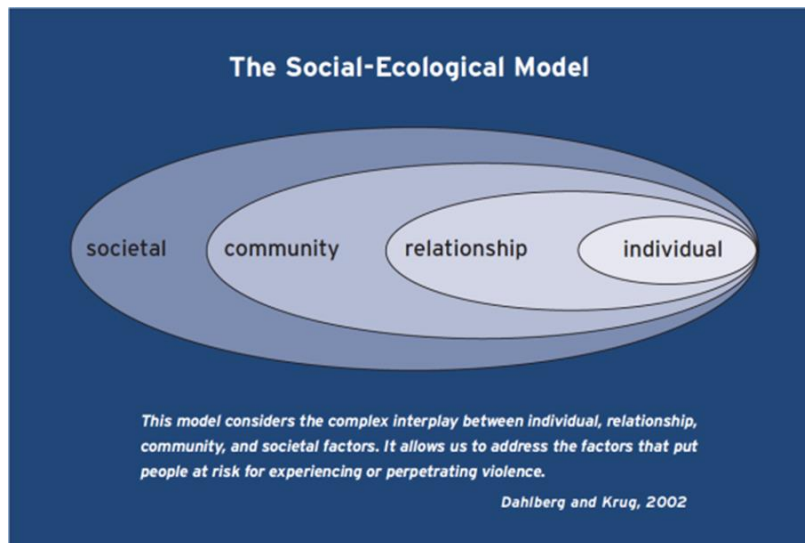 The Social-Ecological Model
societal community relationship individual
This model considers the complex interplay between individual, relationship,
community, and societal factors. It allows us to address the factors that put
people at risk for experiencing or perpetrating violence.
Dahlberg and Krug, 2002